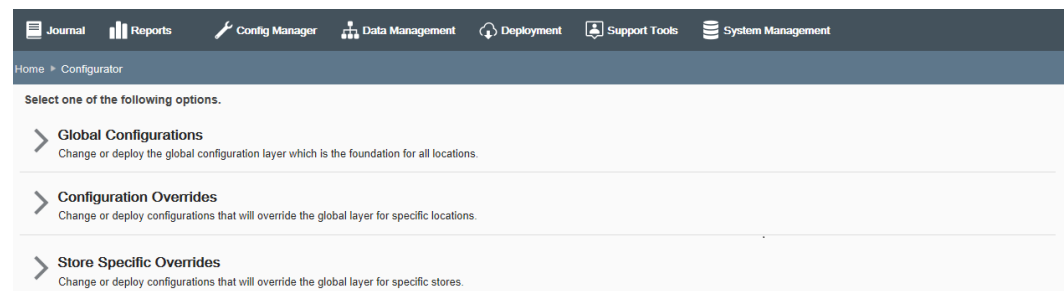 Journal Reports Config Manager Data Management Deployment Support Tools System Management
Home Configurator
Select one of the following options.
Global Configurations
Change or deploy the global configuration layer which is the foundation for all locations.
Configuration Overrides
Change or deploy configurations that will override the global layer for specific locations.
Store Specific Overrides
Change or deploy configurations that will override the global layer for specific stores.